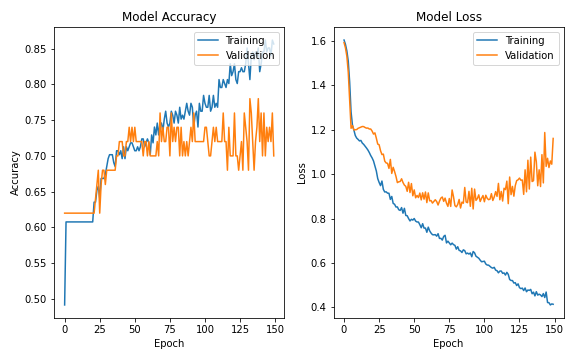 Model Accuracy
Training
Validation
Accuracy
0.85
0.80
0.75
0.70
0.65
0.60
0.55
0.50
0 25 50 75 100 125 150
Epoch
Model Loss
Training
Validation
Loss
1.6
1.4
1.2
1.0
0.8
0.6
0.4
0 25 50 75 100 125 150
Epoch